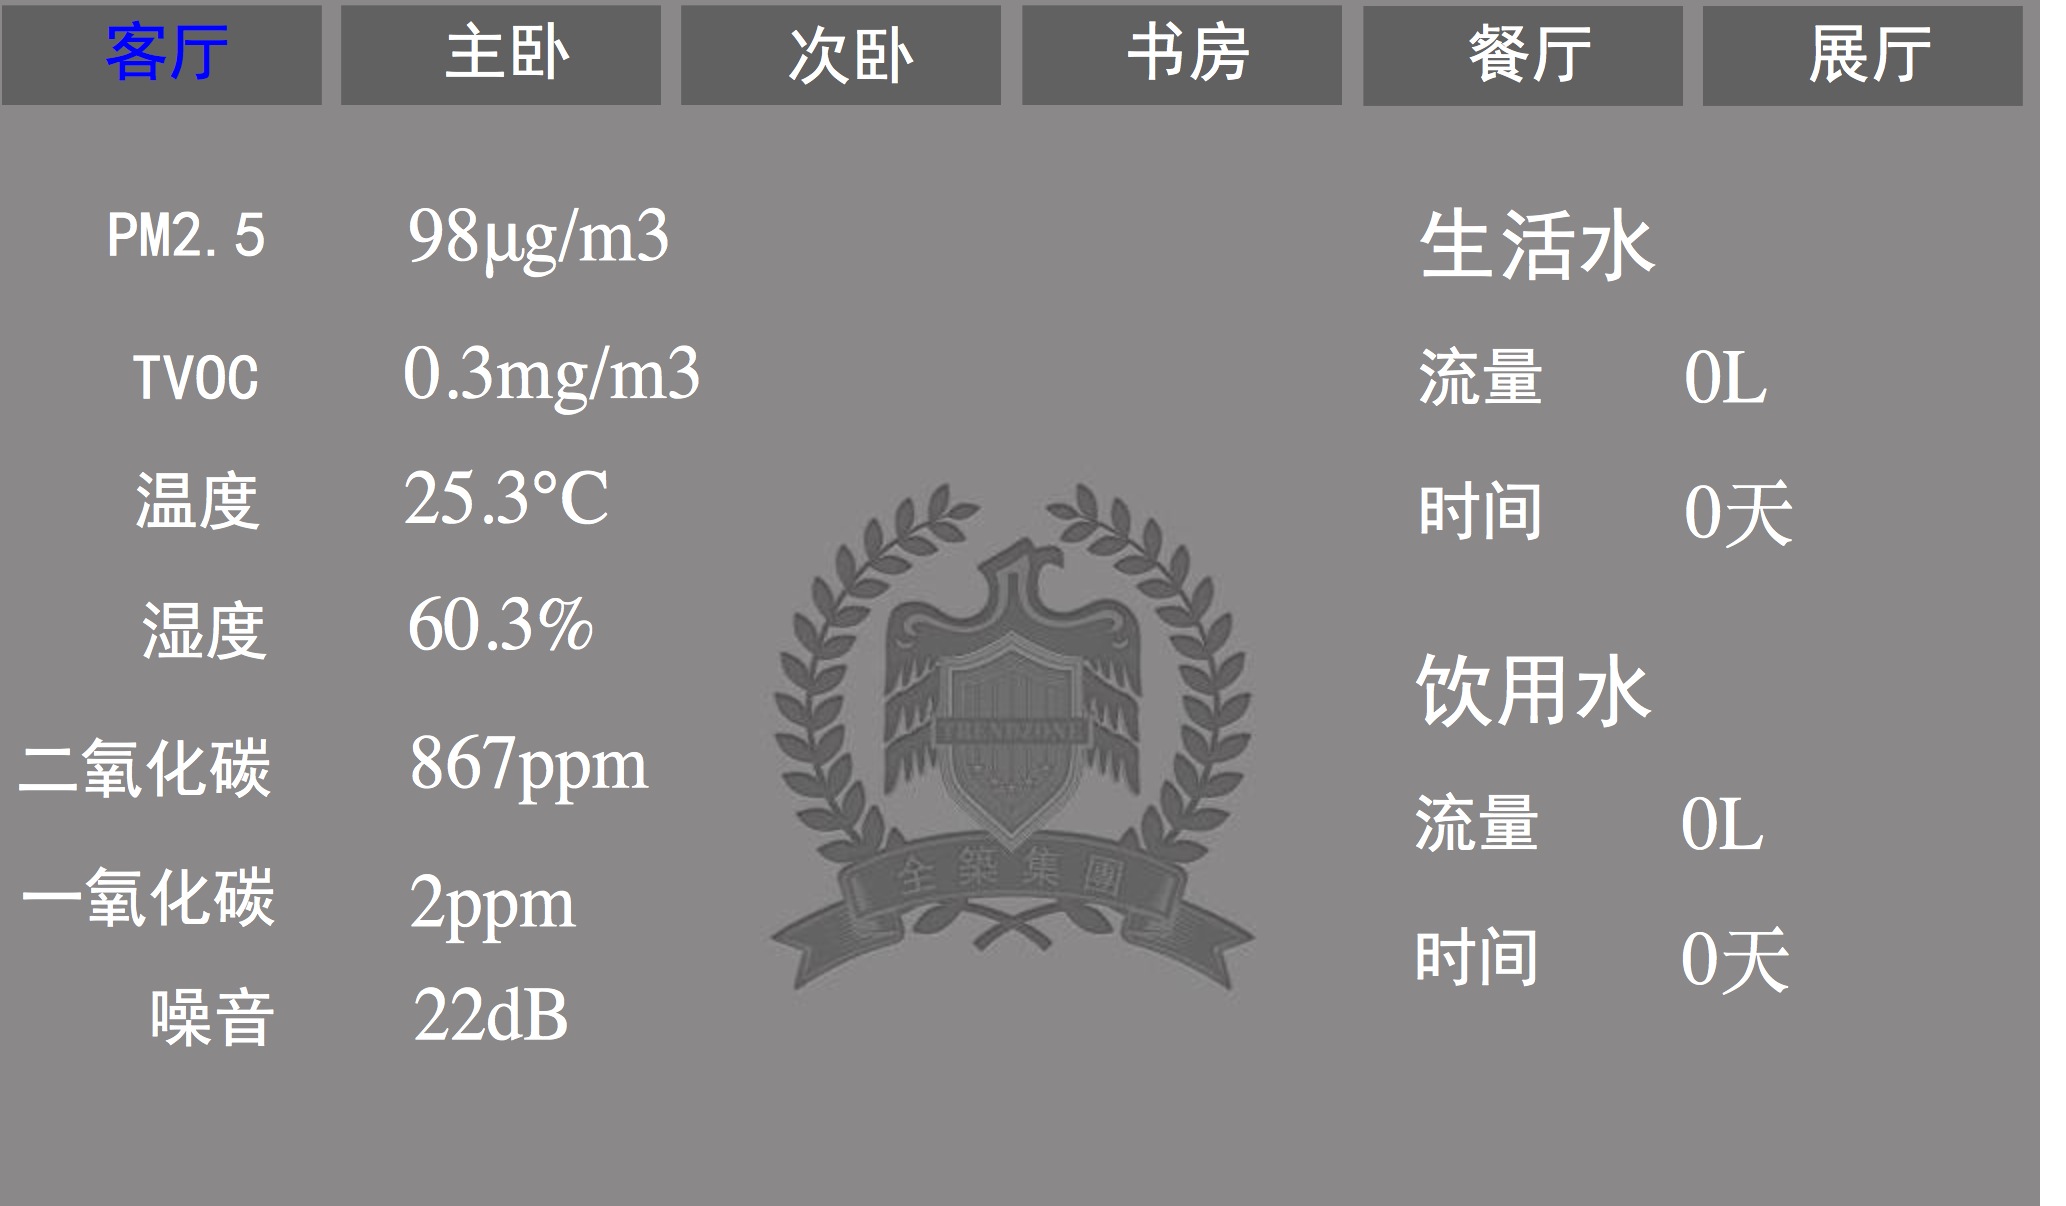 客厅 主卧 次卧 书房 餐厅 展厅
PM2.5 98µg/m3
TVOC 0.3mg/m3
温度 25.3°C
湿度 60.3%
二氧化碳 867ppm
一氧化碳 2ppm
噪音 22dB
TRENDZONE
全築集團
生活水
流量 0L
时间 0天
饮用水
流量 0L
时间 0天